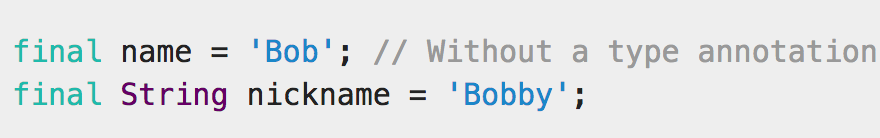 final name = 'Bob'; // Without a type annotation
final String nickname = 'Bobby';